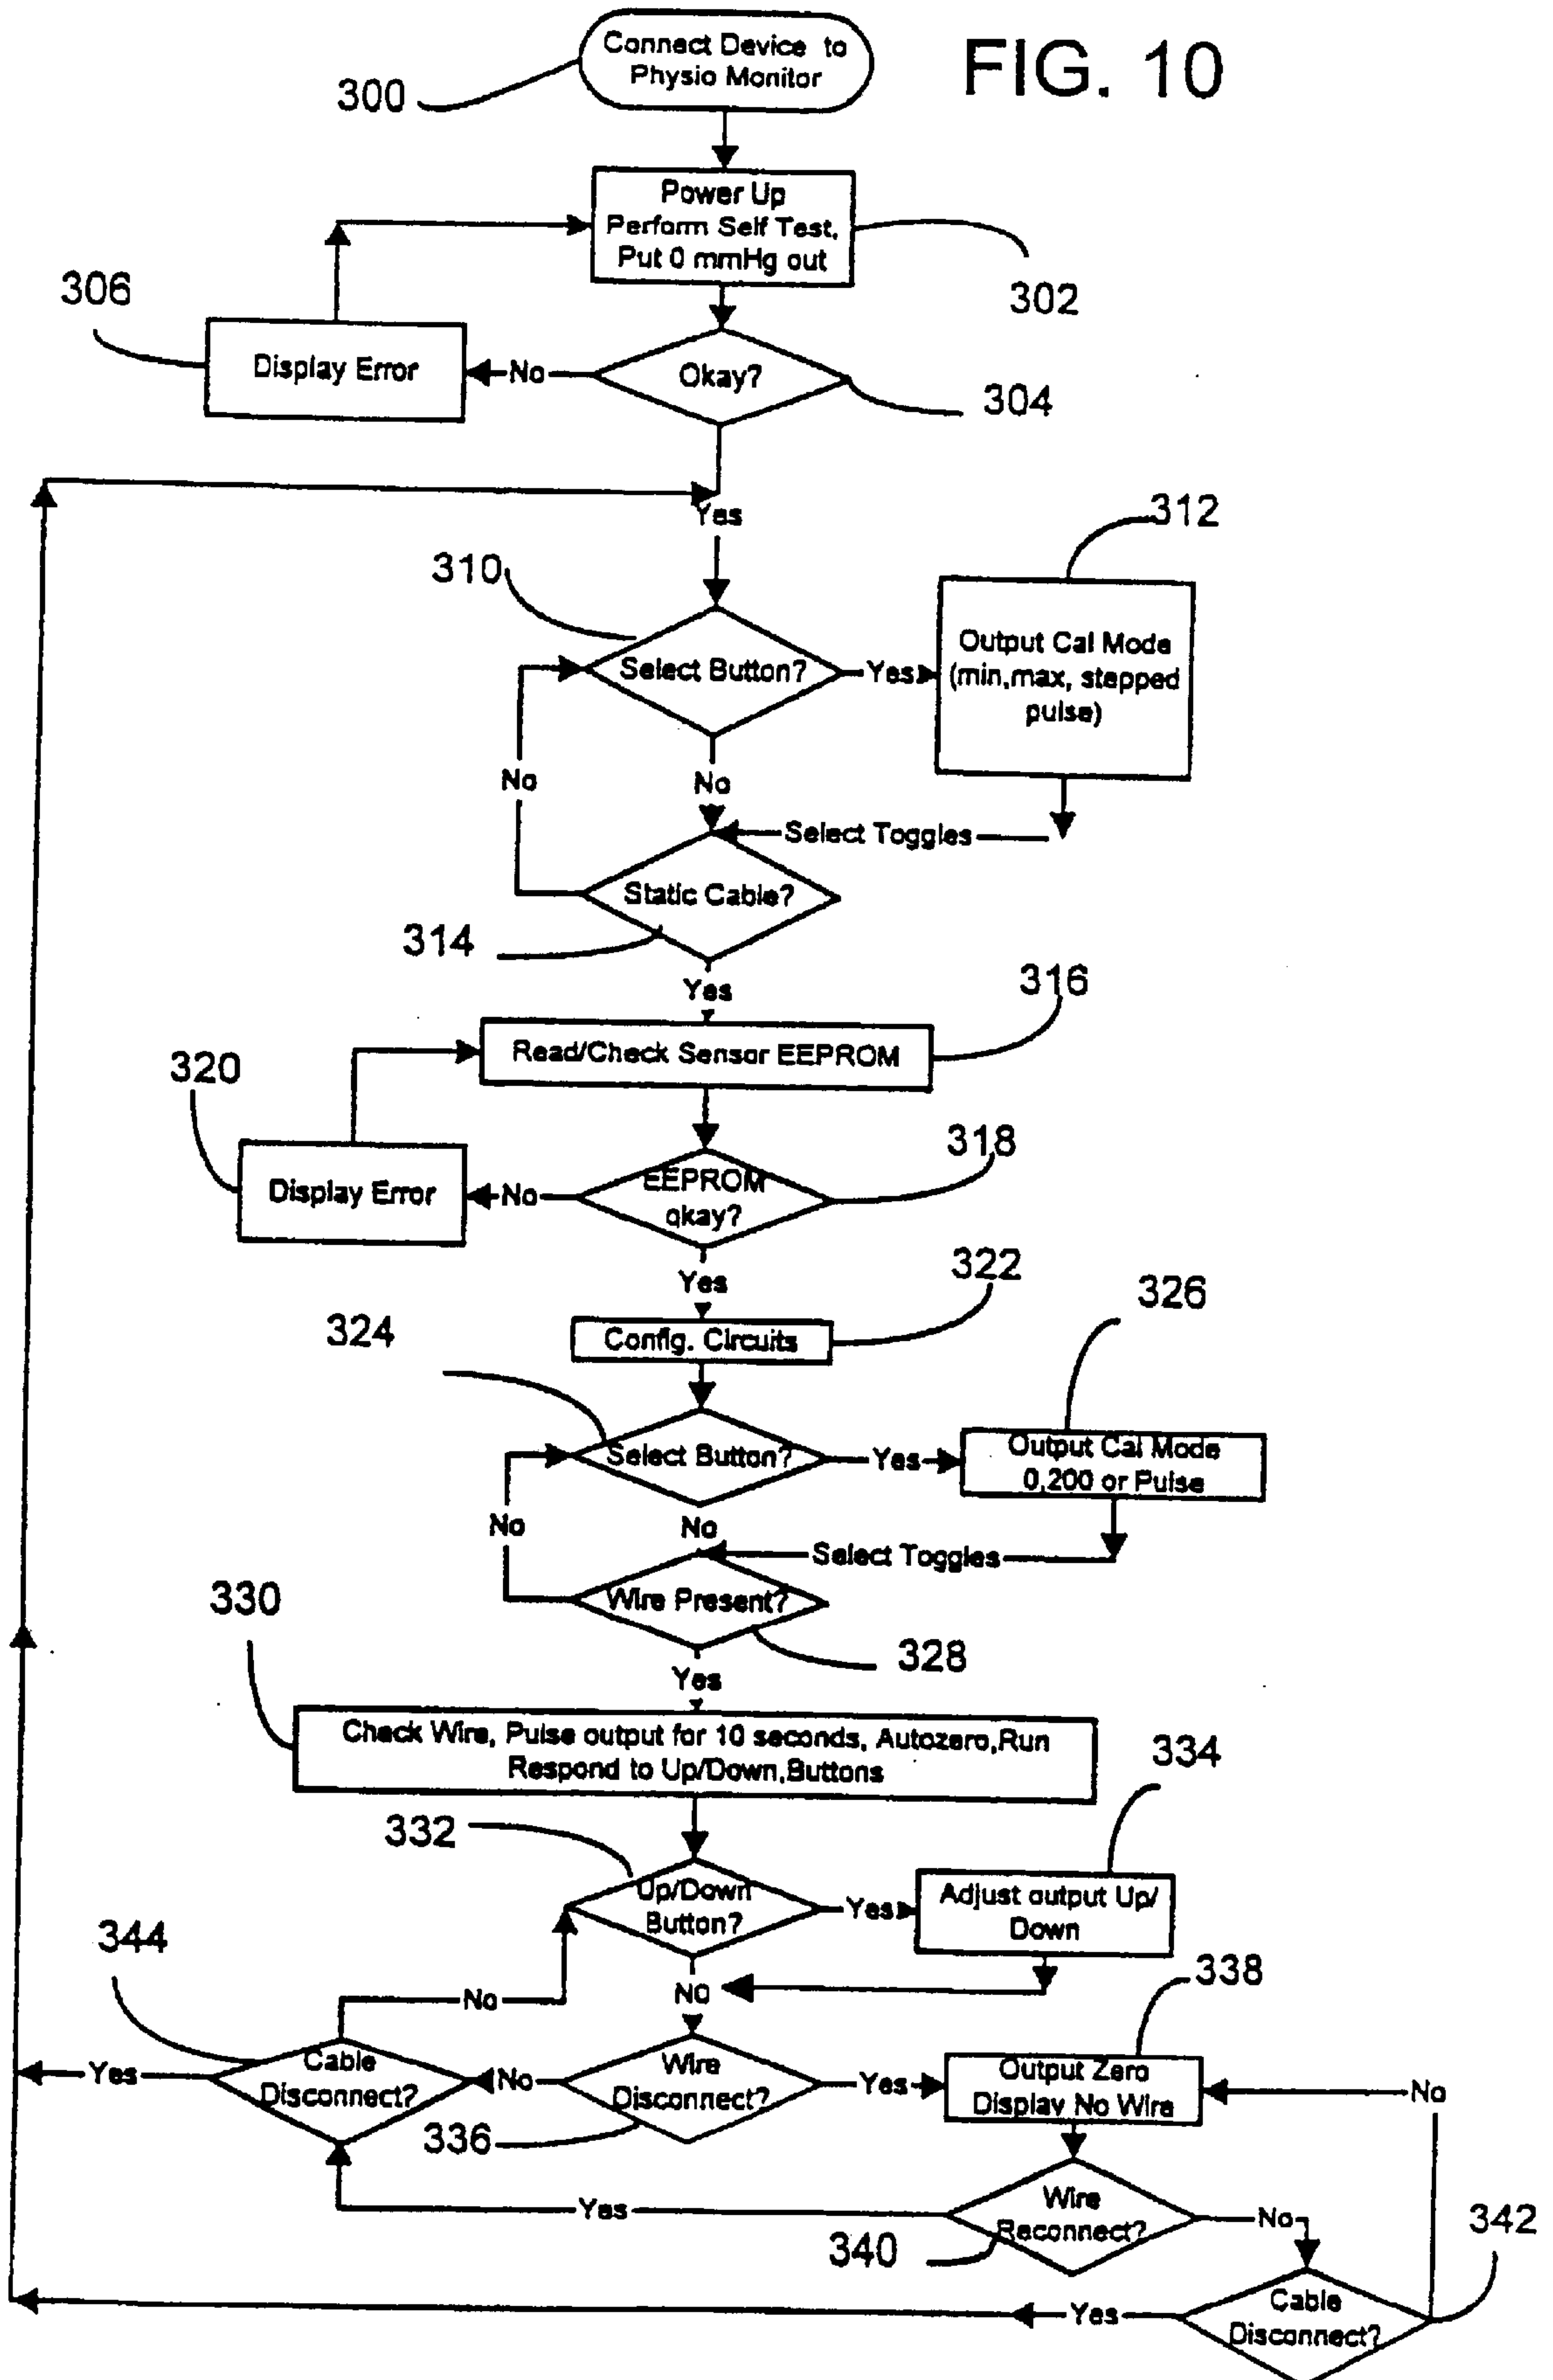 FIG. 10
Connect Device to
Physio Monitor
300
Power Up
Perform Self Test,
Put 0 mmHg out
302
306
Display Error
No
Okay?
304
Yes
310
312
Select Button?
Yes
Output Cal Mode
(min,max, stepped
pulse)
No
No
Select Toggles
Static Cable?
314
Yes
316
Read/Check Sensor EEPROM
320
318
Display Error
No
EEPROM
okay?
Yes
322
324
326
Config. Circuits
Select Button?
Yes
Output Cal Mode
0,200 or Pulse
No
No
Select Toggles
Wire Present?
330
328
Yes
Check Wire, Pulse output for 10 seconds, Autozero,Run
Respond to Up/Down,Buttons
334
332
Up/Down
Button?
Yes
Adjust output Up/
Down
344
338
No
NO
Yes
Cable
Disconnect?
No
Wire
Disconnect?
Yes
Output Zero
Display No Wire
No
336
Yes
Wire
Reconnect?
No
342
340
Yes
Cable
Disconnect?